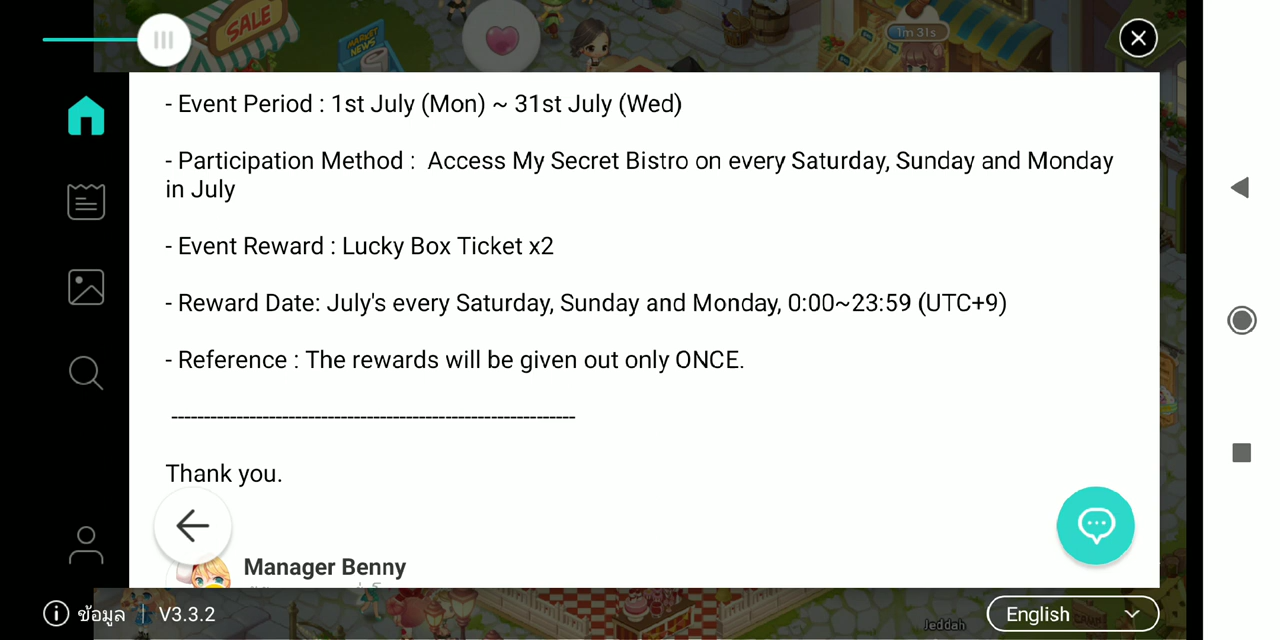 SALE
MARKET
NEWS
1m 31s
- Event Period : 1st July (Mon) ~ 31st July (Wed)
- Participation Method :  Access My Secret Bistro on every Saturday, Sunday and Monday
in July
- Event Reward : Lucky Box Ticket x2
- Reward Date: July's every Saturday, Sunday and Monday, 0:00~23:59 (UTC+9)
- Reference : The rewards will be given out only ONCE.
--------------------------------------------------------------
Thank you.
Manager Benny
ข้อมูล | V3.3.2
Jeddah
English